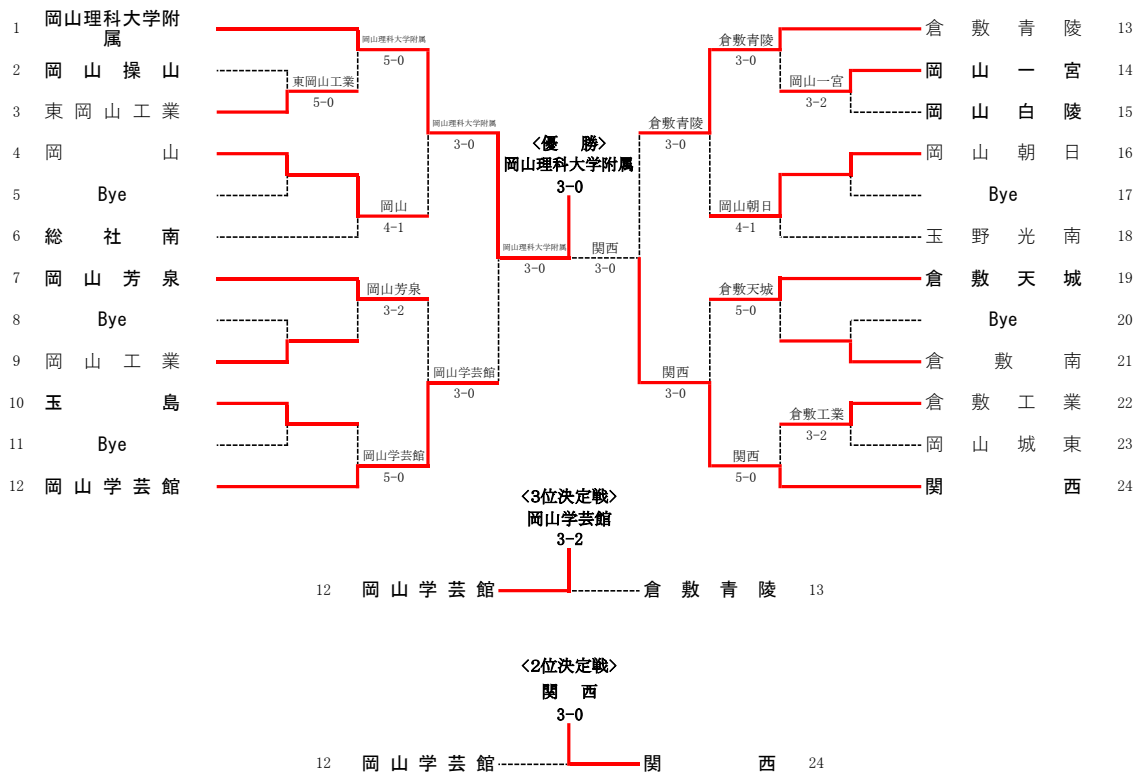 1 岡山理科大学附属
2 岡山操山
3 東岡山工業
4 岡山
5 Bye
6 総社南
7 岡山芳泉
8 Bye
9 岡山工業
10 玉島
11 Bye
12 岡山学芸館
岡山理科大学附属
5-0
東岡山工業
5-0
岡山理科大学附属
3-0
岡山
4-1
岡山芳泉
3-2
岡山学芸館
3-0
岡山学芸館
5-0
<優 勝>
岡山理科大学附属
3-0
岡山理科大学附属
3-0
関西
3-0
倉敷青陵
3-0
岡山一宮
3-2
倉敷青陵
3-0
岡山朝日
4-1
倉敷天城
5-0
関西
3-0
倉敷工業
3-2
関西
5-0
倉敷青陵 13
岡山一宮 14
岡山白陵 15
岡山朝日 16
Bye 17
玉野光南 18
倉敷天城 19
Bye 20
倉敷南 21
倉敷工業 22
岡山城東 23
関西 24
<3位決定戦>
岡山学芸館
3-2
12 岡山学芸館 倉敷青陵 13
<2位決定戦>
関 西
3-0
12 岡山学芸館 関西 24